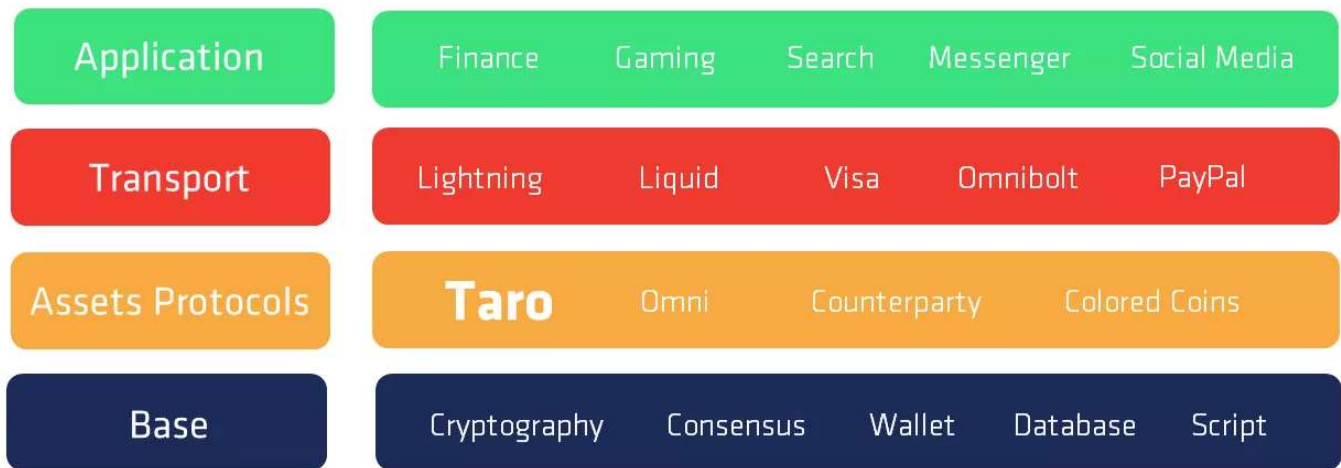 Application
Finance Gaming Search Messenger Social Media
Transport
Lightning Liquid Visa Omnibolt PayPal
Assets Protocols
Taro Omni Counterparty Colored Coins
Base
Cryptography Consensus Wallet Database Script